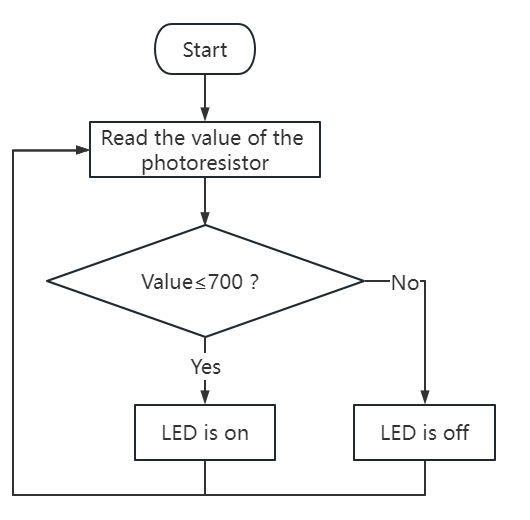 Start
Read the value of the
photoresistor
Value≤700 ?
No
Yes
LED is on
LED is off